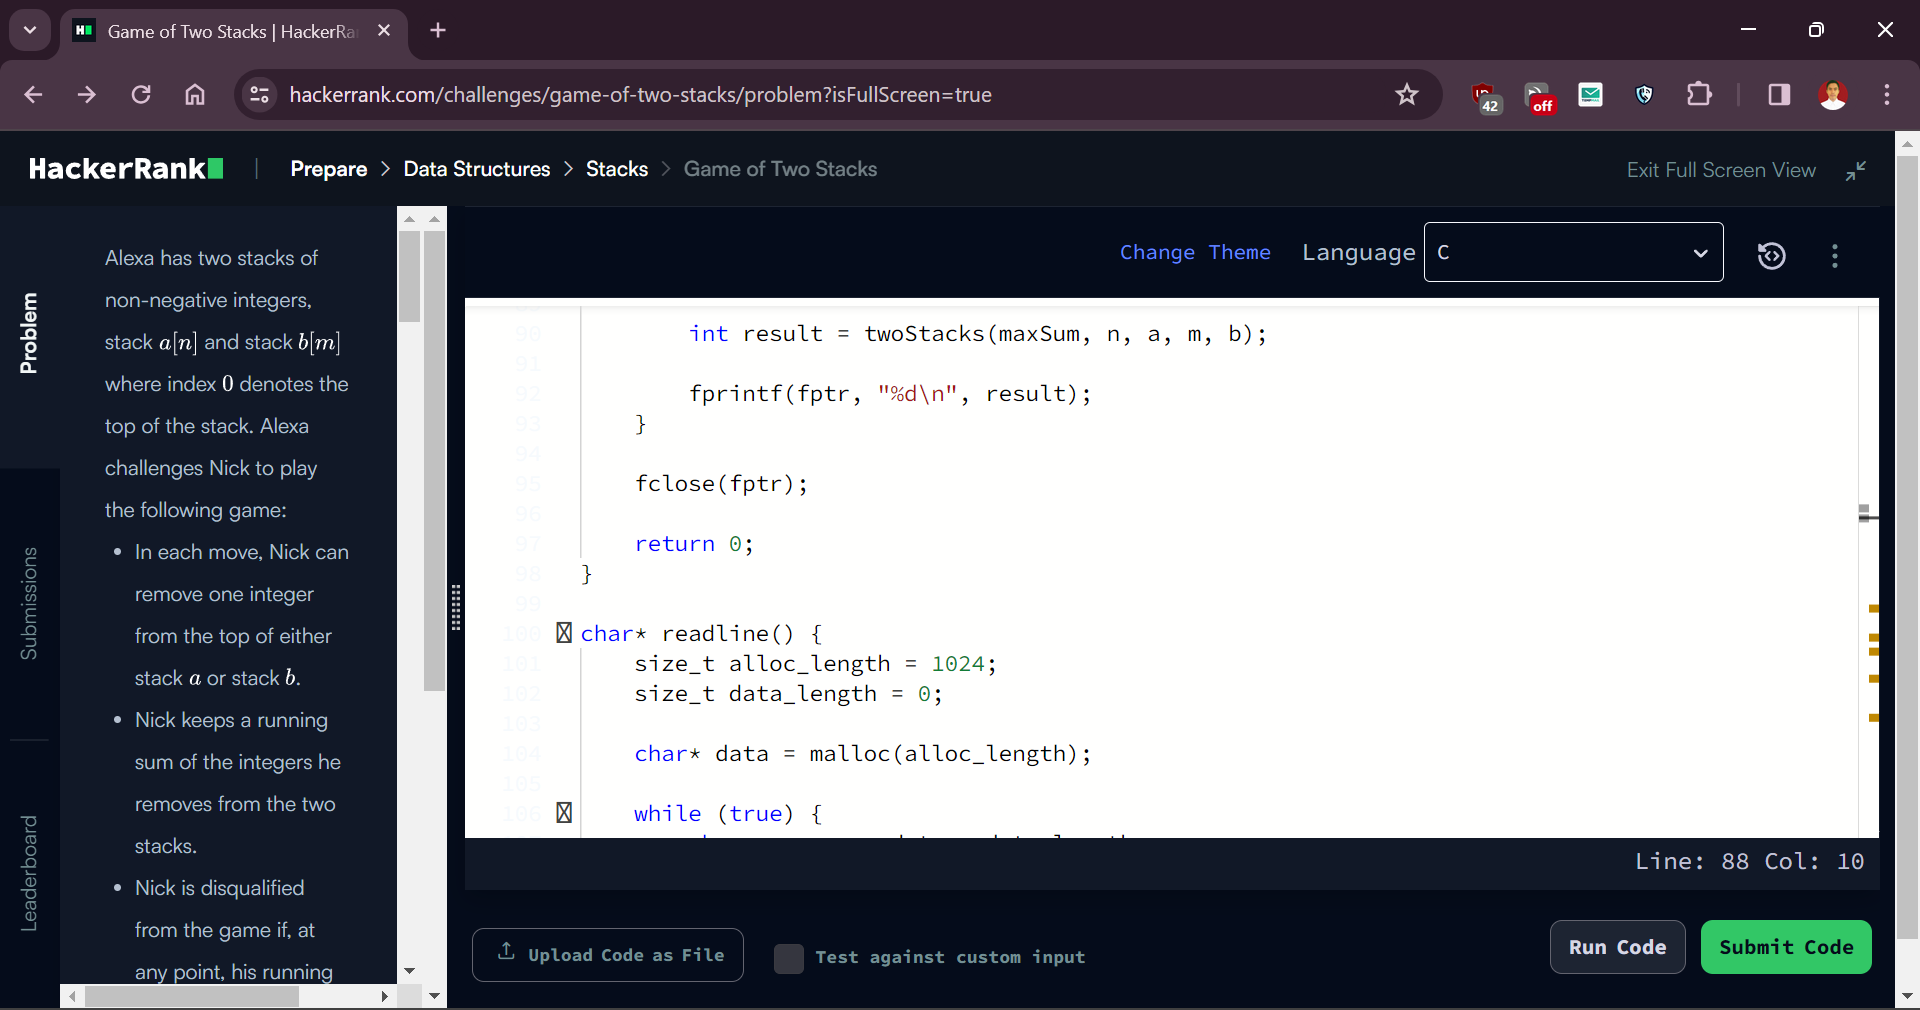 Game of Two Stacks | HackerRa
hackerrank.com/challenges/game-of-two-stacks/problem?isFullScreen=true
42
off
HackerRank
Prepare > Data Structures > Stacks > Game of Two Stacks
Exit Full Screen View
Problem
Submissions
Leaderboard
Alexa has two stacks of
non-negative integers,
stack a[n] and stack b[m]
where index 0 denotes the
top of the stack. Alexa
challenges Nick to play
the following game:
• In each move, Nick can
remove one integer
from the top of either
stack a or stack b.
• Nick keeps a running
sum of the integers he
removes from the two
stacks.
• Nick is disqualified
from the game if, at
any point, his running
Change Theme Language C
90 int result = twoStacks(maxSum, n, a, m, b);
91
92 fprintf(fptr, "%d\n", result);
93 }
94
95 fclose(fptr);
96
97 return 0;
98 }
99
100 char* readline() {
101 size_t alloc_length = 1024;
102 size_t data_length = 0;
103
104 char* data = malloc(alloc_length);
105
106 while (true) {
Line: 88 Col: 10
Upload Code as File
Test against custom input
Run Code
Submit Code